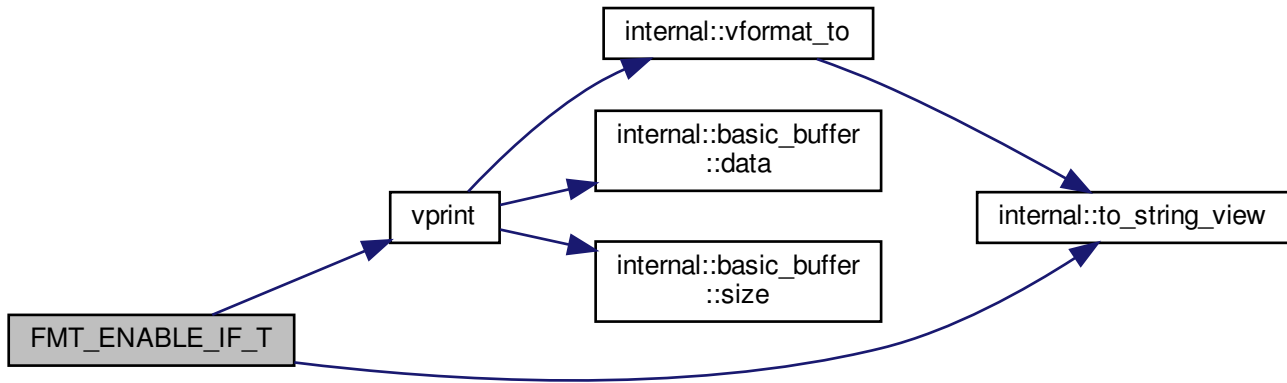 internal::vformat_to
internal::basic_buffer
::data
vprint
internal::to_string_view
internal::basic_buffer
::size
FMT_ENABLE_IF_T